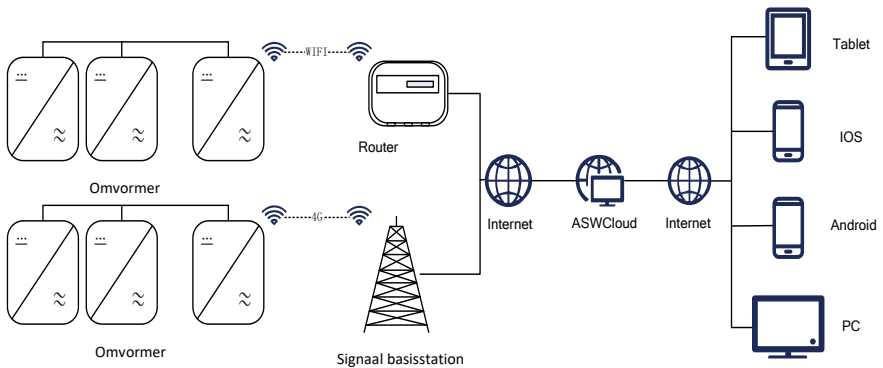 WIFI
Tablet
Router
IOS
Omvormer
Internet
ASWCloud
Internet
4G
Android
Omvormer
Signaal basisstation
PC